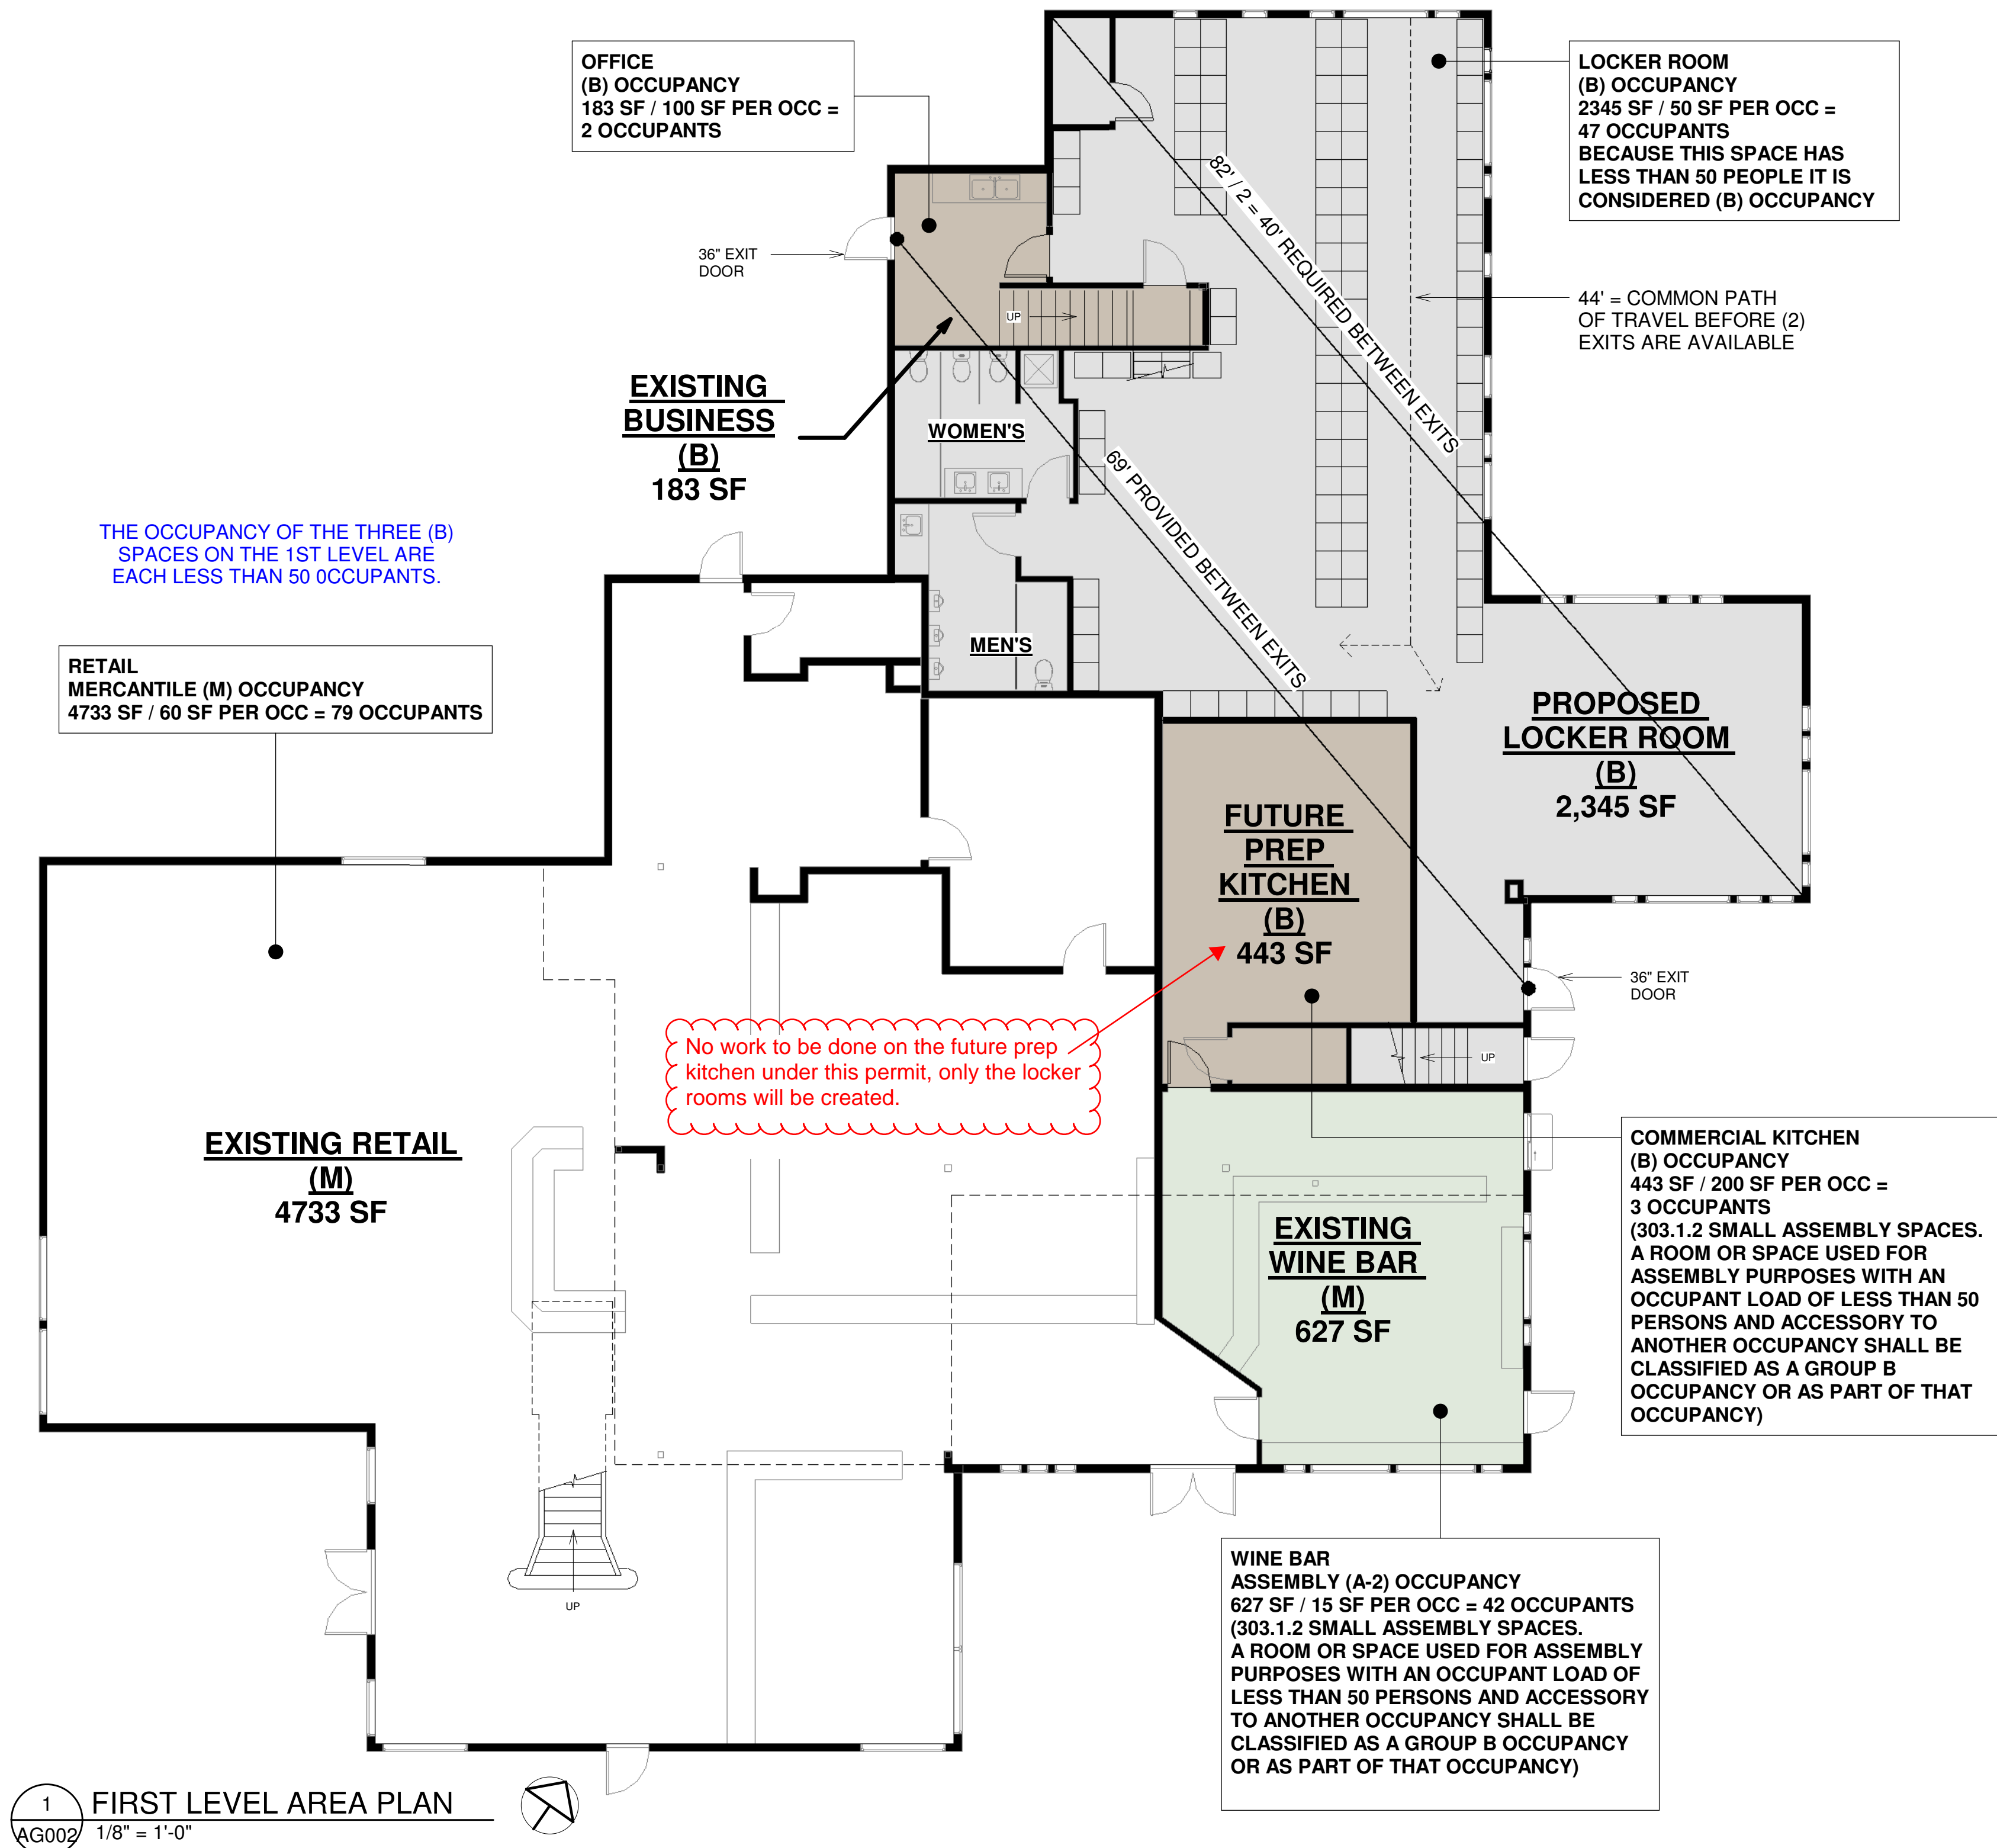 OFFICE
(B) OCCUPANCY
183 SF / 100 SF PER OCC =
2 OCCUPANTS
LOCKER ROOM
(B) OCCUPANCY
2345 SF / 50 SF PER OCC =
47 OCCUPANTS
BECAUSE THIS SPACE HAS
LESS THAN 50 PEOPLE IT IS
CONSIDERED (B) OCCUPANCY
82' / 2 = 40' REQUIRED BETWEEN EXITS
36" EXIT
DOOR
44' = COMMON PATH
OF TRAVEL BEFORE (2)
EXITS ARE AVAILABLE
UP
EXISTING
BUSINESS
(B)
183 SF
WOMEN'S
69' PROVIDED BETWEEN EXITS
THE OCCUPANCY OF THE THREE (B)
SPACES ON THE 1ST LEVEL ARE
EACH LESS THAN 50 0CCUPANTS.
MEN'S
RETAIL
MERCANTILE (M) OCCUPANCY
4733 SF / 60 SF PER OCC = 79 OCCUPANTS
PROPOSED
LOCKER ROOM
(B)
2,345 SF
FUTURE
PREP
KITCHEN
(B)
443 SF
36" EXIT
DOOR
No work to be done on the future prep
kitchen under this permit, only the locker
rooms will be created.
UP
EXISTING RETAIL
(M)
4733 SF
COMMERCIAL KITCHEN
(B) OCCUPANCY
443 SF / 200 SF PER OCC =
3 OCCUPANTS
(303.1.2 SMALL ASSEMBLY SPACES.
A ROOM OR SPACE USED FOR
ASSEMBLY PURPOSES WITH AN
OCCUPANT LOAD OF LESS THAN 50
PERSONS AND ACCESSORY TO
ANOTHER OCCUPANCY SHALL BE
CLASSIFIED AS A GROUP B
OCCUPANCY OR AS PART OF THAT
OCCUPANCY)
EXISTING
WINE BAR
(M)
627 SF
UP
WINE BAR
ASSEMBLY (A-2) OCCUPANCY
627 SF / 15 SF PER OCC = 42 OCCUPANTS
(303.1.2 SMALL ASSEMBLY SPACES.
A ROOM OR SPACE USED FOR ASSEMBLY
PURPOSES WITH AN OCCUPANT LOAD OF
LESS THAN 50 PERSONS AND ACCESSORY
TO ANOTHER OCCUPANCY SHALL BE
CLASSIFIED AS A GROUP B OCCUPANCY
OR AS PART OF THAT OCCUPANCY)
1
AG002
FIRST LEVEL AREA PLAN
1/8" = 1'-0"